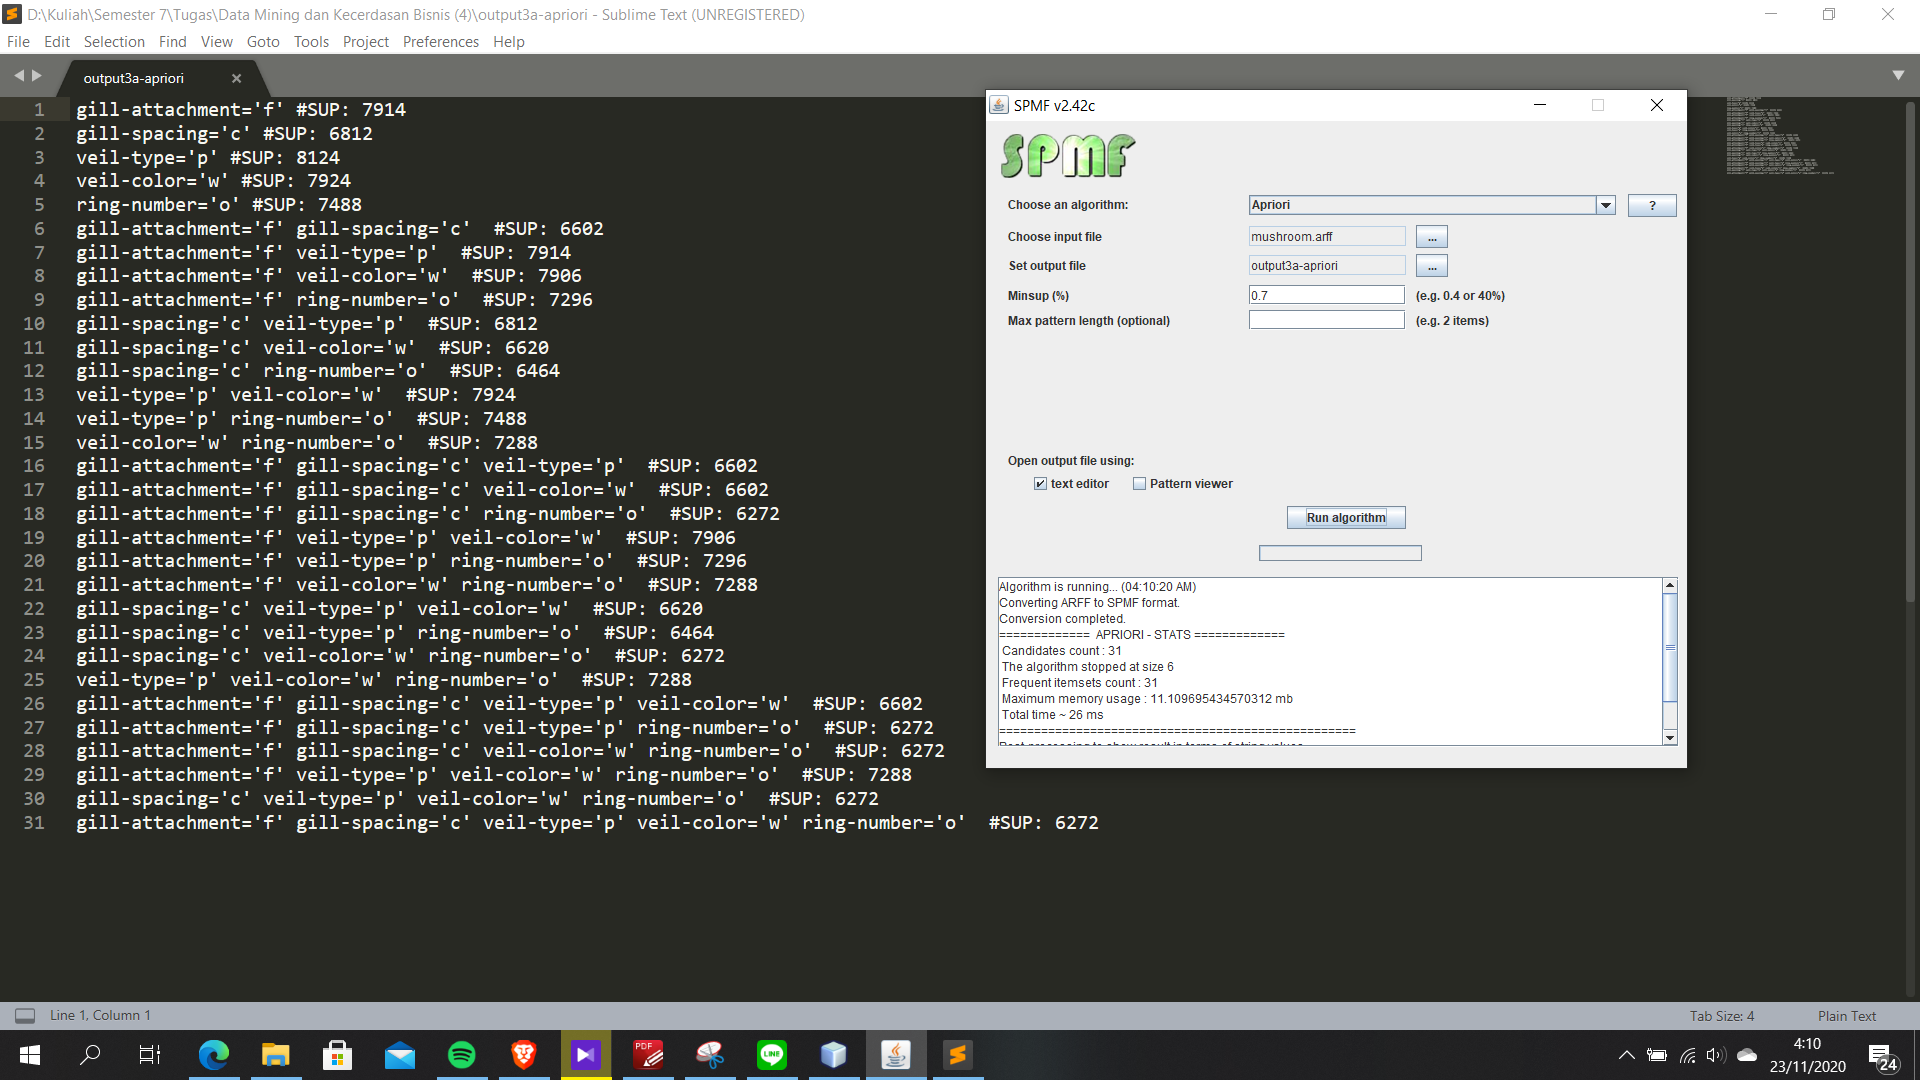 D:\Kuliah\Semester 7\Tugas\Data Mining dan Kecerdasan Bisnis (4)\output3a-apriori - Sublime Text (UNREGISTERED)
File Edit Selection Find View Goto Tools Project Preferences Help
output3a-apriori
1 gill-attachment='f' #SUP: 7914
2 gill-spacing='c' #SUP: 6812
3 veil-type='p' #SUP: 8124
4 veil-color='w' #SUP: 7924
5 ring-number='o' #SUP: 7488
6 gill-attachment='f' gill-spacing='c'  #SUP: 6602
7 gill-attachment='f' veil-type='p'  #SUP: 7914
8 gill-attachment='f' veil-color='w'  #SUP: 7906
9 gill-attachment='f' ring-number='o'  #SUP: 7296
10 gill-spacing='c' veil-type='p'  #SUP: 6812
11 gill-spacing='c' veil-color='w'  #SUP: 6620
12 gill-spacing='c' ring-number='o'  #SUP: 6464
13 veil-type='p' veil-color='w'  #SUP: 7924
14 veil-type='p' ring-number='o'  #SUP: 7488
15 veil-color='w' ring-number='o'  #SUP: 7288
16 gill-attachment='f' gill-spacing='c' veil-type='p'  #SUP: 6602
17 gill-attachment='f' gill-spacing='c' veil-color='w'  #SUP: 6602
18 gill-attachment='f' gill-spacing='c' ring-number='o'  #SUP: 6272
19 gill-attachment='f' veil-type='p' veil-color='w'  #SUP: 7906
20 gill-attachment='f' veil-type='p' ring-number='o'  #SUP: 7296
21 gill-attachment='f' veil-color='w' ring-number='o'  #SUP: 7288
22 gill-spacing='c' veil-type='p' veil-color='w'  #SUP: 6620
23 gill-spacing='c' veil-type='p' ring-number='o'  #SUP: 6464
24 gill-spacing='c' veil-color='w' ring-number='o'  #SUP: 6272
25 veil-type='p' veil-color='w' ring-number='o'  #SUP: 7288
26 gill-attachment='f' gill-spacing='c' veil-type='p' veil-color='w'  #SUP: 6602
27 gill-attachment='f' gill-spacing='c' veil-type='p' ring-number='o'  #SUP: 6272
28 gill-attachment='f' gill-spacing='c' veil-color='w' ring-number='o'  #SUP: 6272
29 gill-attachment='f' veil-type='p' veil-color='w' ring-number='o'  #SUP: 7288
30 gill-spacing='c' veil-type='p' veil-color='w' ring-number='o'  #SUP: 6272
31 gill-attachment='f' gill-spacing='c' veil-type='p' veil-color='w' ring-number='o'  #SUP: 6272
SPMF v2.42c
SPMF
Choose an algorithm: Apriori ?
Choose input file mushroom.arff ...
Set output file output3a-apriori ...
Minsup (%) 0.7 (e.g. 0.4 or 40%)
Max pattern length (optional) (e.g. 2 items)
Open output file using:
text editor Pattern viewer
Run algorithm
Algorithm is running... (04:10:20 AM)
Converting ARFF to SPMF format.
Conversion completed.
============= APRIORI - STATS =============
Candidates count : 31
The algorithm stopped at size 6
Frequent itemsets count : 31
Maximum memory usage : 11.109695434570312 mb
Total time ~ 26 ms
===================================================
Post-processing to show result in terms of string values.
Line 1, Column 1
Tab Size: 4 Plain Text
PDF
LINE
4:10
23/11/2020
24